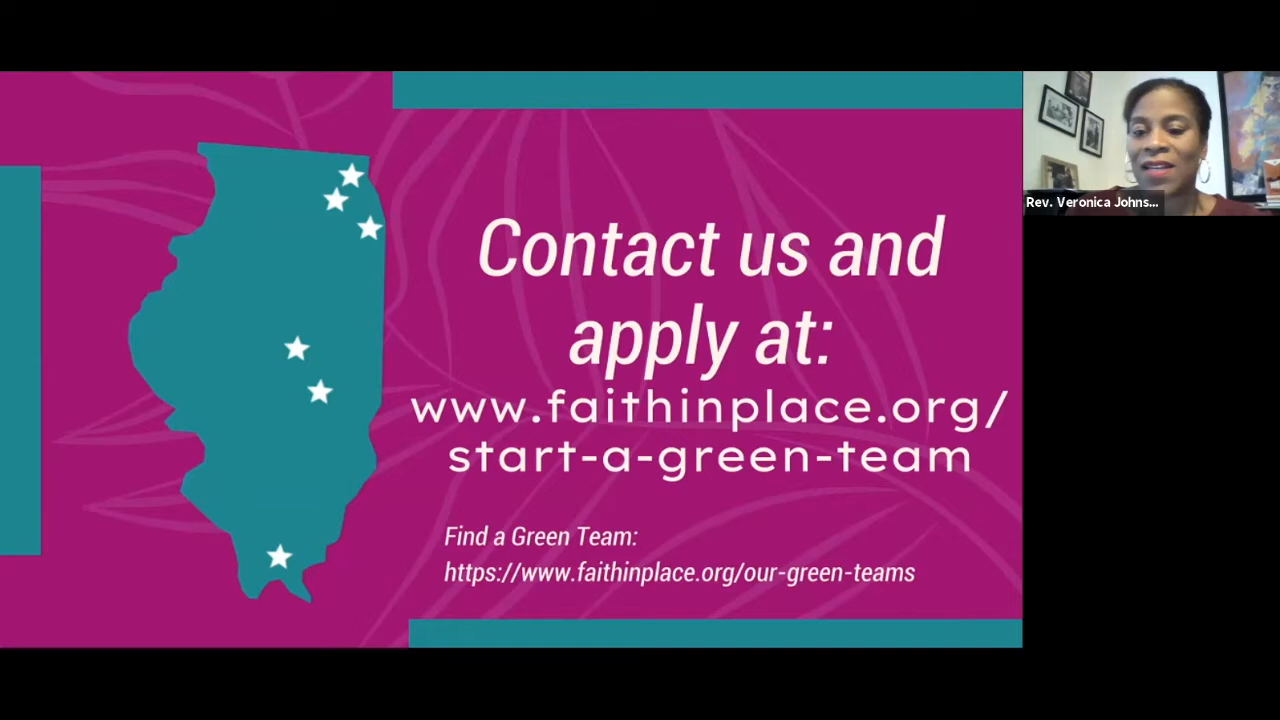 Contact us and
apply at:
www.faithinplace.org/
start-a-green-team
Find a Green Team:
https://www.faithinplace.org/our-green-teams
Rev. Veronica Johns...